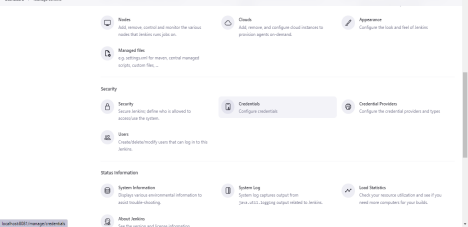 Nodes
Add, remove, control and monitor the various
nodes that Jenkins runs jobs on.
Clouds
Add, remove, and configure cloud instances to
provision agents on-demand.
Appearance
Configure the look and feel of Jenkins
Managed files
e.g. settings.xml for maven, central managed
scripts, custom files, ...
Security
Security
Secure Jenkins; define who is allowed to
access/use the system.
Credentials
Configure credentials
Credential Providers
Configure the credential providers and types
Users
Create/delete/modify users that can log in to this
Jenkins.
Status Information
System Information
Displays various environmental information to
assist trouble-shooting.
System Log
System log captures output from
java.util.logging output related to Jenkins.
Load Statistics
Check your resource utilization and see if you
need more computers for your builds.
About Jenkins
See the version and license information.